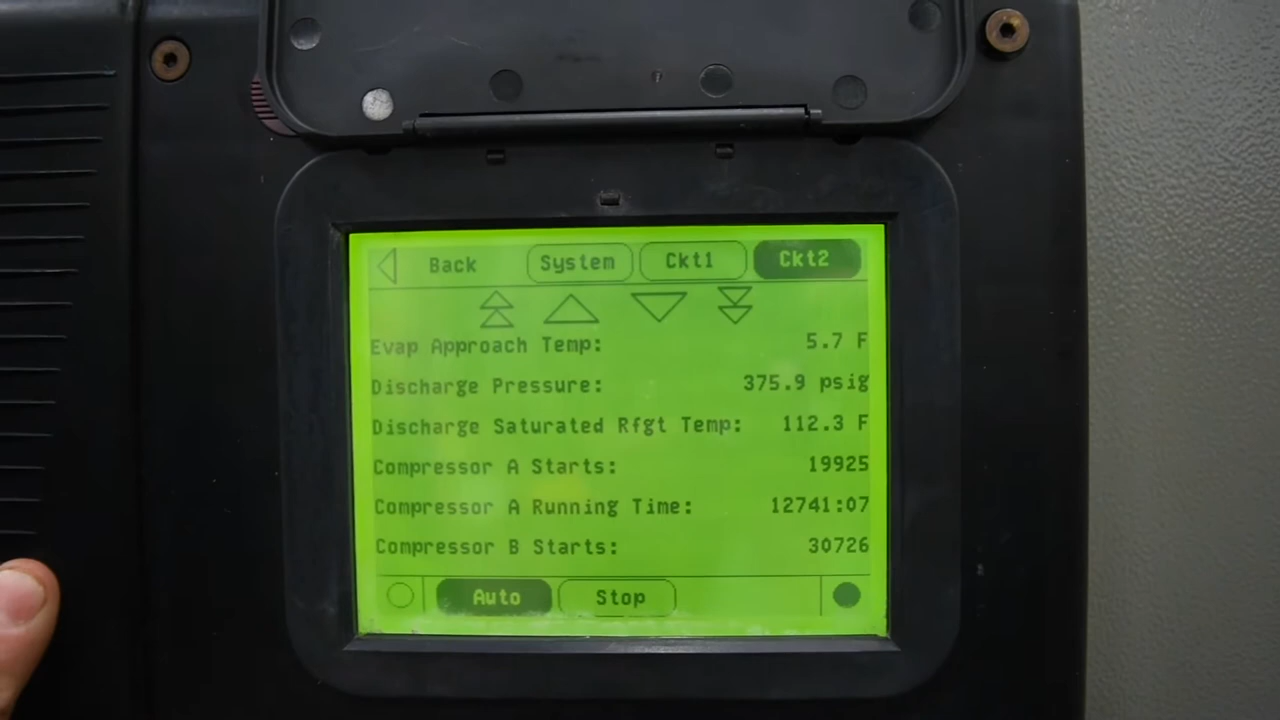 Back System Ckt1 Ckt2
Evap Approach Temp: 5.7 F
Discharge Pressure: 375.9 psig
Discharge Saturated Rfgt Temp: 112.3 F
Compressor A Starts: 19925
Compressor A Running Time: 12741:07
Compressor B Starts: 30726
Auto Stop